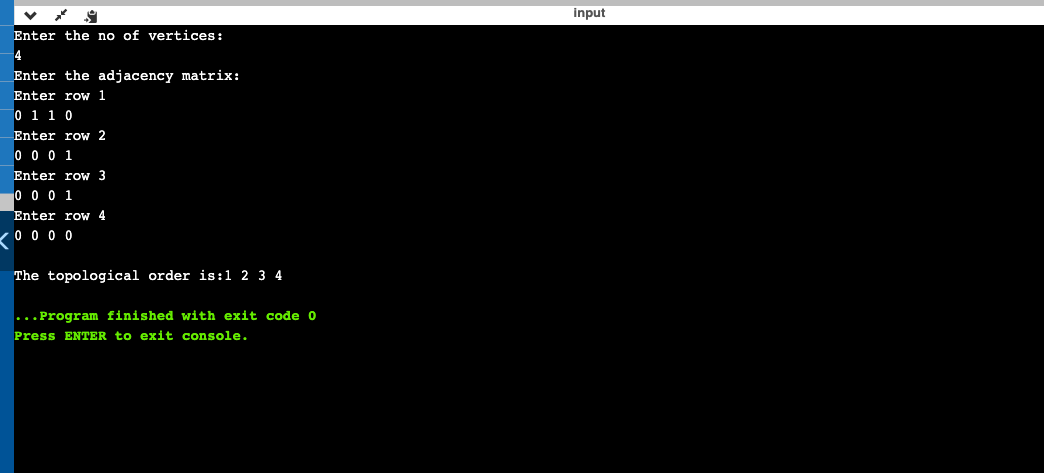 input
Enter the no of vertices:
4
Enter the adjacency matrix:
Enter row 1
0 1 1 0
Enter row 2
0 0 0 1
Enter row 3
0 0 0 1
Enter row 4
0 0 0 0
The topological order is:1 2 3 4
...Program finished with exit code 0
Press ENTER to exit console.